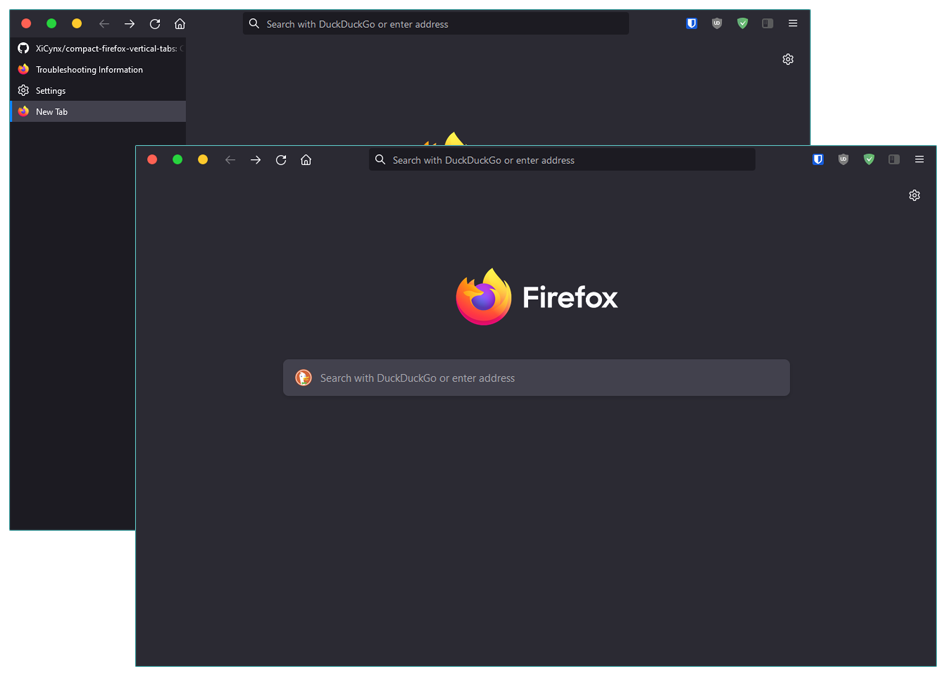 Search with DuckDuckGo or enter address
XiCynx/compact-firefox-vertical-tabs:
Troubleshooting Information
Settings
New Tab
Search with DuckDuckGo or enter address
Firefox
Search with DuckDuckGo or enter address